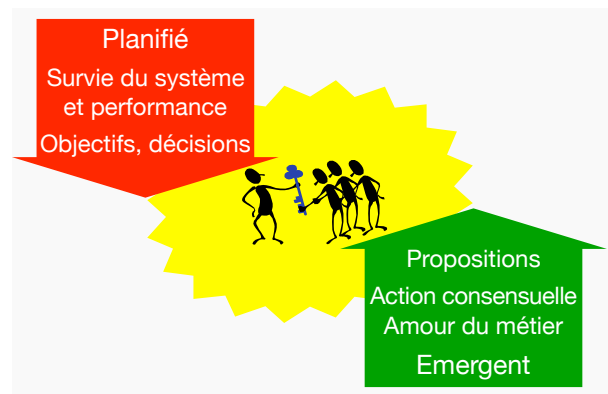 Planifié
Survie du système
et performance
Objectifs, décisions
Propositions
Action consensuelle
Amour du métier
Emergent